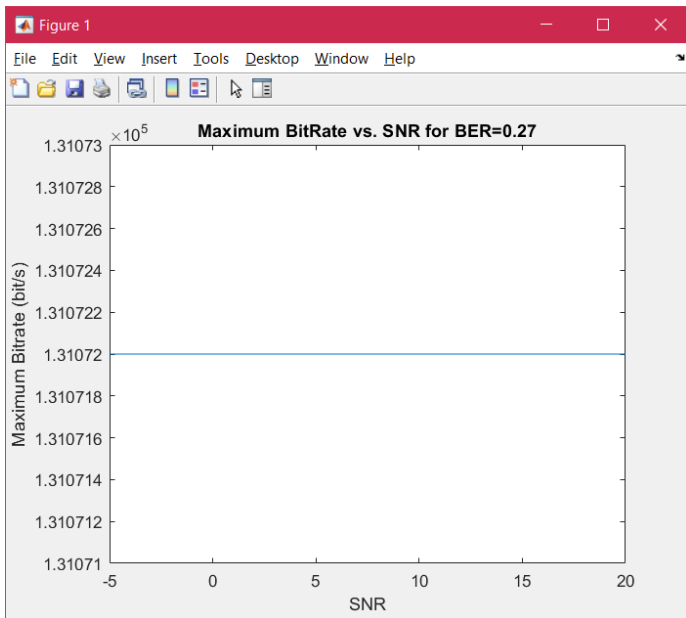 Figure 1
File Edit View Insert Tools Desktop Window Help
Maximum BitRate vs. SNR for BER=0.27
×10^5
1.31073
1.310728
1.310726
1.310724
1.310722
1.31072
1.310718
1.310716
1.310714
1.310712
1.31071
Maximum Bitrate (bit/s)
-5 0 5 10 15 20
SNR